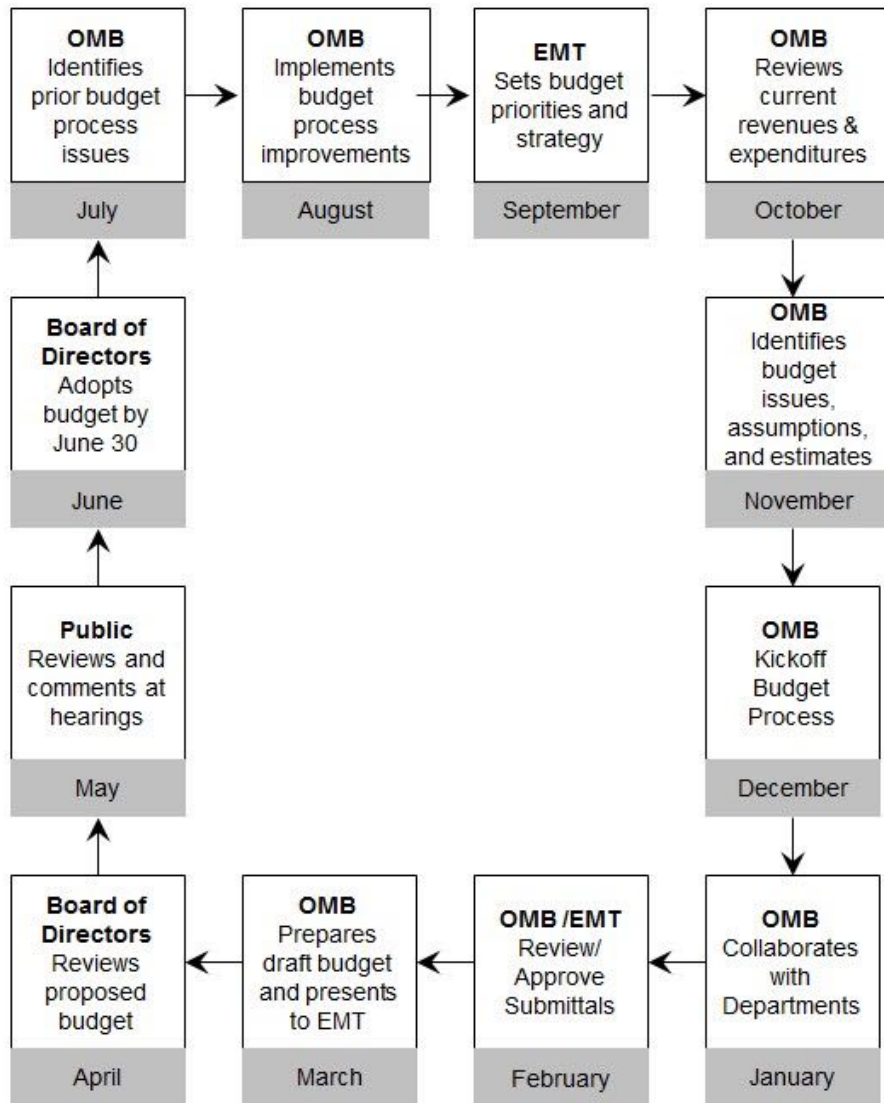 OMB
Identifies
prior budget
process
issues
July
OMB
Implements
budget
process
improvements
August
EMT
Sets budget
priorities and
strategy
September
OMB
Reviews
current
revenues &
expenditures
October
OMB
Identifies
budget
issues,
assumptions,
and estimates
November
OMB
Kickoff
Budget
Process
December
OMB
Collaborates
with
Departments
January
OMB /EMT
Review/
Approve
Submittals
February
OMB
Prepares
draft budget
and presents
to EMT
March
Board of
Directors
Reviews
proposed
budget
April
Public
Reviews and
comments at
hearings
May
Board of
Directors
Adopts
budget by
June 30
June